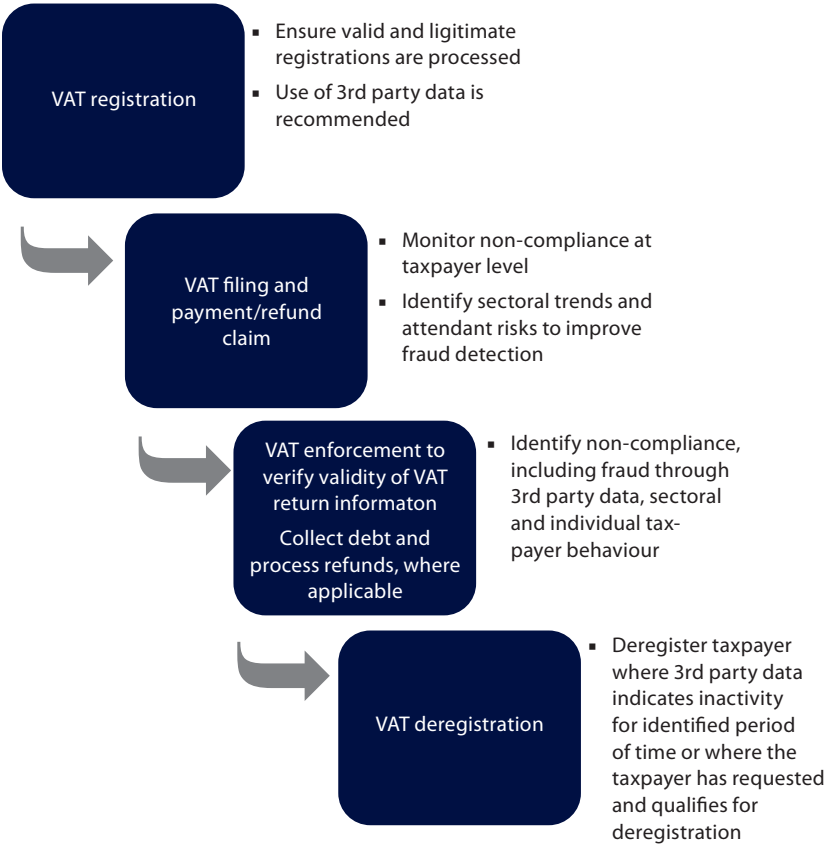 VAT registration
▪ Ensure valid and ligitimate
registrations are processed
▪ Use of 3rd party data is
recommended
VAT filing and
payment/refund
claim
▪ Monitor non-compliance at
taxpayer level
▪ Identify sectoral trends and
attendant risks to improve
fraud detection
VAT enforcement to
verify validity of VAT
return informaton
Collect debt and
process refunds, where
applicable
▪ Identify non-compliance,
including fraud through
3rd party data, sectoral
and individual tax-
payer behaviour
VAT deregistration
▪ Deregister taxpayer
where 3rd party data
indicates inactivity
for identified period
of time or where the
taxpayer has requested
and qualifies for
deregistration